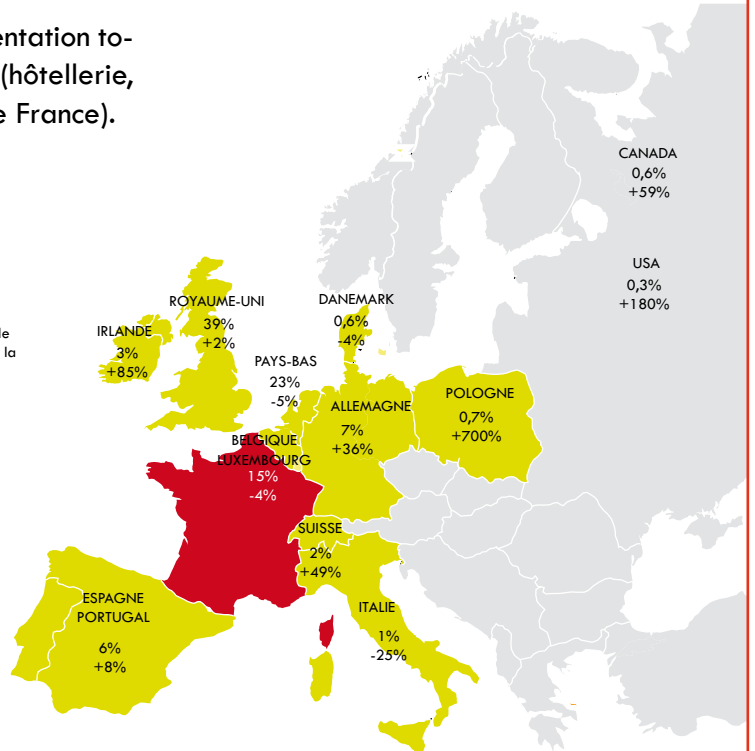 entation to-
(hôtellerie,
e France).
CANADA
0,6%
+59%
USA
0,3%
+180%
ROYAUME-UNI
39%
+2%
DANEMARK
0,6%
-4%
de
la
IRLANDE
3%
+85%
PAYS-BAS
23%
-5%
POLOGNE
0,7%
+700%
ALLEMAGNE
7%
+36%
BELGIQUE
LUXEMBOURG
15%
-4%
SUISSE
2%
+49%
ESPAGNE
PORTUGAL
6%
+8%
ITALIE
1%
-25%